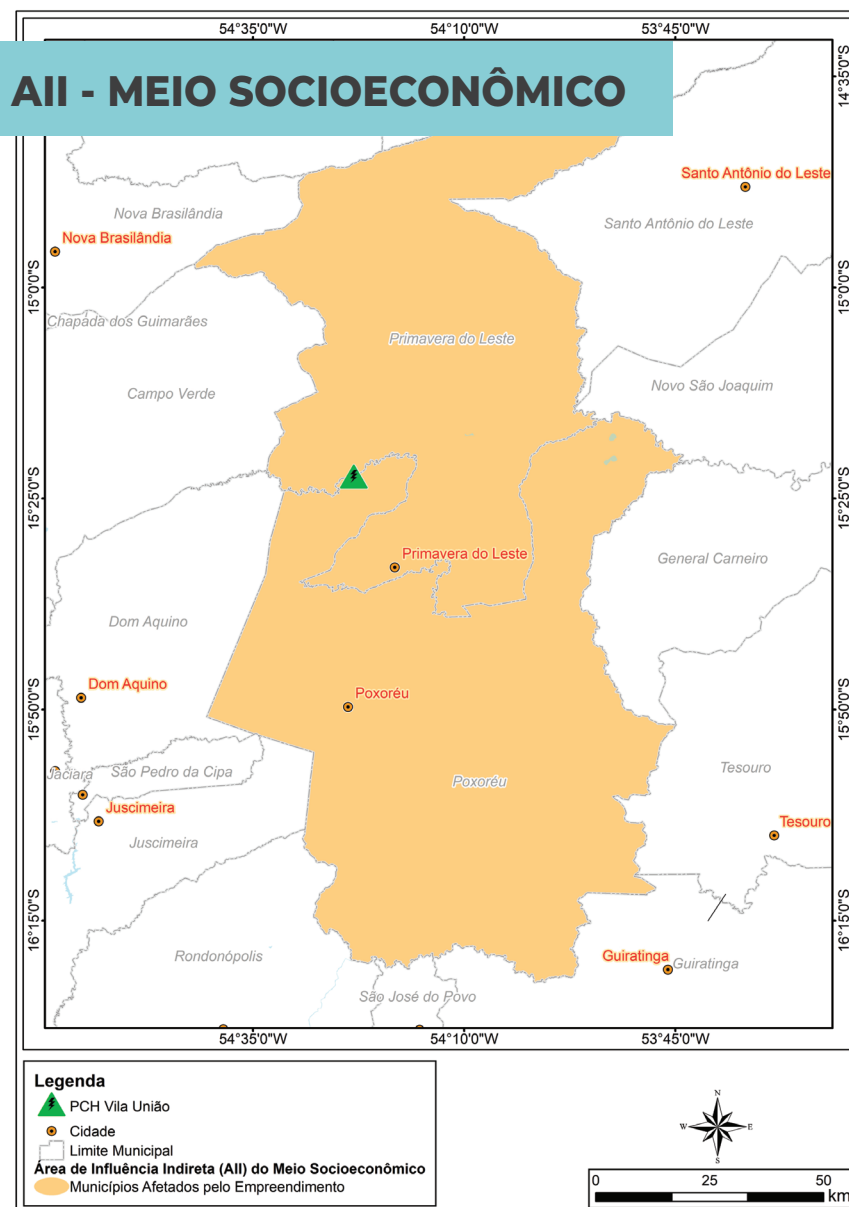 54°35'0"W 54°10'0"W 53°45'0"W
AII - MEIO SOCIOECONÔMICO
14°35'0"S
Santo Antônio do Leste
Nova Brasilândia
Santo Antônio do Leste
Nova Brasilândia
15°0'0"S 15°0'0"S
Chapada dos Guimarães
Primavera do Leste
Novo São Joaquim
Campo Verde
15°25'0"S 15°25'0"S
Primavera do Leste
General Carneiro
Dom Aquino
Dom Aquino
Poxoréu
15°50'0"S 15°50'0"S
Jaciara
São Pedro da Cipa
Poxoréu
Tesouro
Juscimeira
Tesouro
Juscimeira
16°15'0"S 16°15'0"S
Rondonópolis
Guiratinga
Guiratinga
São José do Povo
54°35'0"W 54°10'0"W 53°45'0"W
Legenda
PCH Vila União
Cidade
Limite Municipal
Área de Influência Indireta (AII) do Meio Socioeconômico
Municípios Afetados pelo Empreendimento
N
W E
S
0 25 50
km